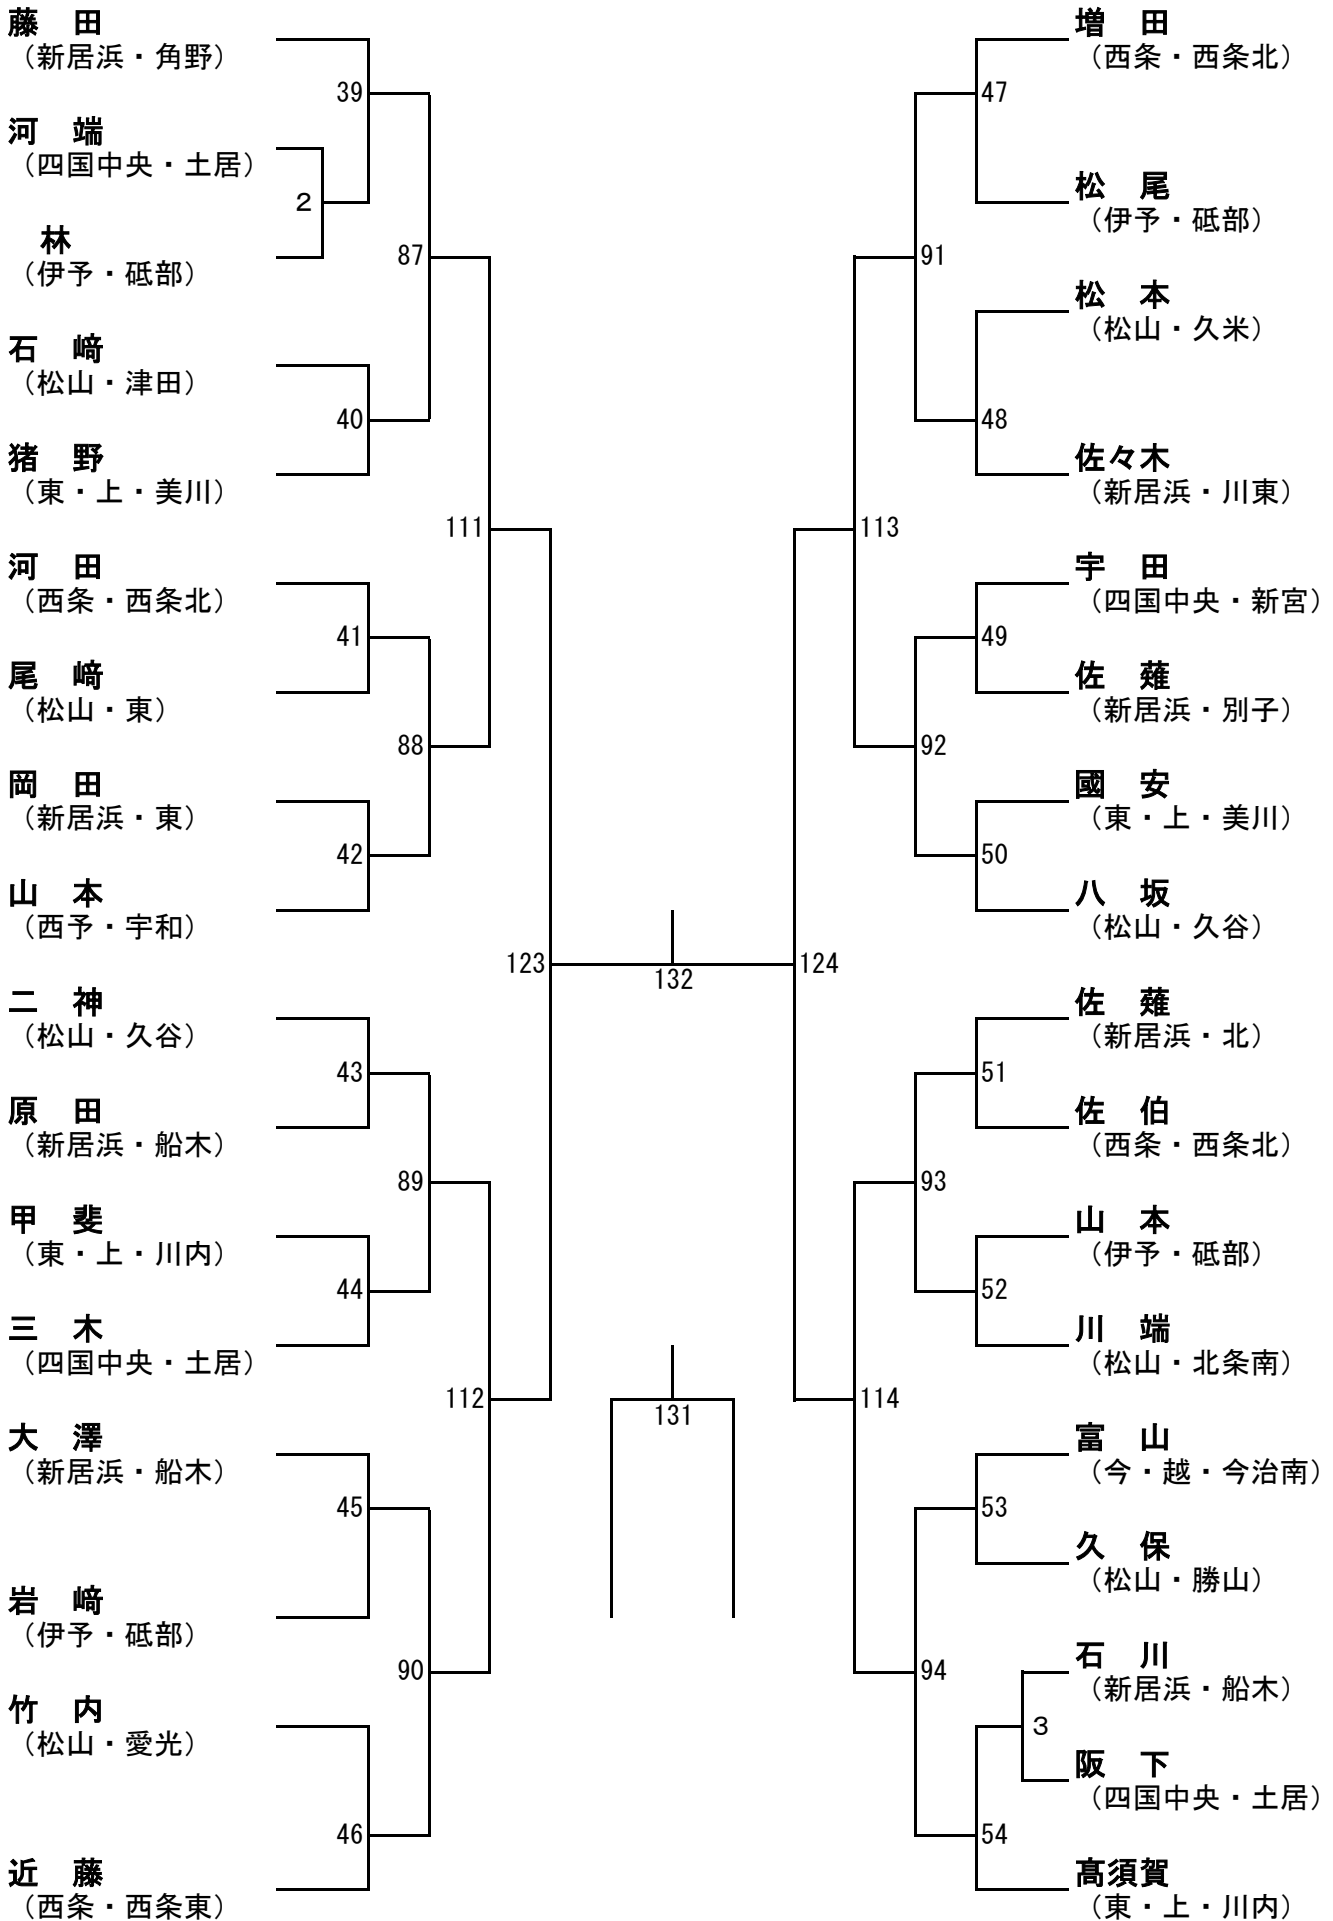 藤　田
（新居浜・角野）
39
河　端
（四国中央・土居）
2
林
（伊予・砥部）
87
石　﨑
（松山・津田）
40
猪　野
（東・上・美川）
111
河　田
（西条・西条北）
41
尾　﨑
（松山・東）
88
岡　田
（新居浜・東）
42
山　本
（西予・宇和）
123
二　神
（松山・久谷）
43
原　田
（新居浜・船木）
89
甲　斐
（東・上・川内）
44
三　木
（四国中央・土居）
112
大　澤
（新居浜・船木）
45
岩　﨑
（伊予・砥部）
90
竹　内
（松山・愛光）
46
近　藤
（西条・西条東）
132
131
増　田
（西条・西条北）
47
松　尾
（伊予・砥部）
91
松　本
（松山・久米）
48
佐々木
（新居浜・川東）
113
宇　田
（四国中央・新宮）
49
佐　薙
（新居浜・別子）
92
國　安
（東・上・美川）
50
八　坂
（松山・久谷）
124
佐　薙
（新居浜・北）
51
佐　伯
（西条・西条北）
93
山　本
（伊予・砥部）
52
川　端
（松山・北条南）
114
富　山
（今・越・今治南）
53
久　保
（松山・勝山）
94
石　川
（新居浜・船木）
3
阪　下
（四国中央・土居）
54
髙須賀
（東・上・川内）